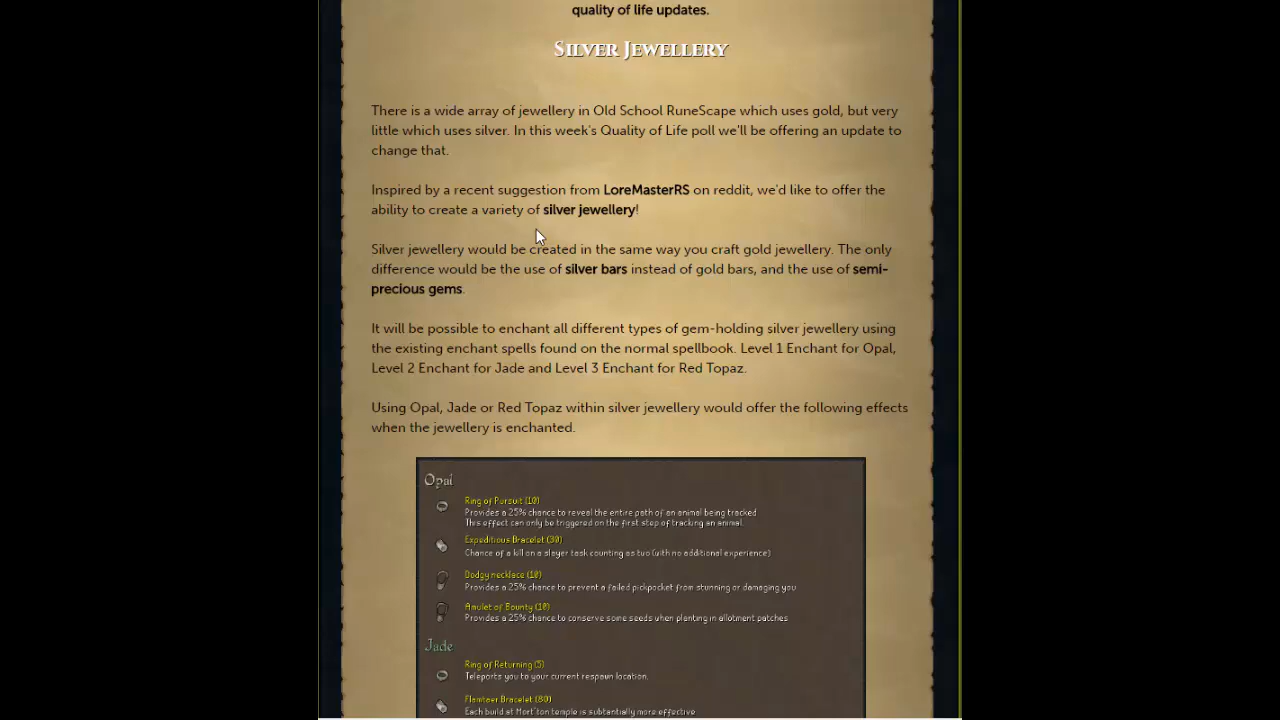 quality of life updates.
Silver Jewellery
There is a wide array of jewellery in Old School RuneScape which uses gold, but very
little which uses silver. In this week's Quality of Life poll we'll be offering an update to
change that.
Inspired by a recent suggestion from LoreMasterRS on reddit, we'd like to offer the
ability to create a variety of silver jewellery!
Silver jewellery would be created in the same way you craft gold jewellery. The only
difference would be the use of silver bars instead of gold bars, and the use of semi-
precious gems.
It will be possible to enchant all different types of gem-holding silver jewellery using
the existing enchant spells found on the normal spellbook. Level 1 Enchant for Opal,
Level 2 Enchant for Jade and Level 3 Enchant for Red Topaz.
Using Opal, Jade or Red Topaz within silver jewellery would offer the following effects
when the jewellery is enchanted.
Opal
Ring of Pursuit (10)
Provides a 25% chance to reveal the entire path of an animal being tracked
This effect can only be triggered on the first step of tracking an animal.
Expeditious Bracelet (30)
Chance of a kill on a slayer task counting as two (with no additional experience)
Dodgy necklace (10)
Provides a 25% chance to prevent a failed pickpocket from stunning or damaging you
Amulet of Bounty (10)
Provides a 25% chance to conserve some seeds when planting in allotment patches
Jade
Ring of Returning (5)
Teleports you to your current respawn location.
Flamtaer Bracelet (80)
Each build at Mort'ton temple is substantially more effective